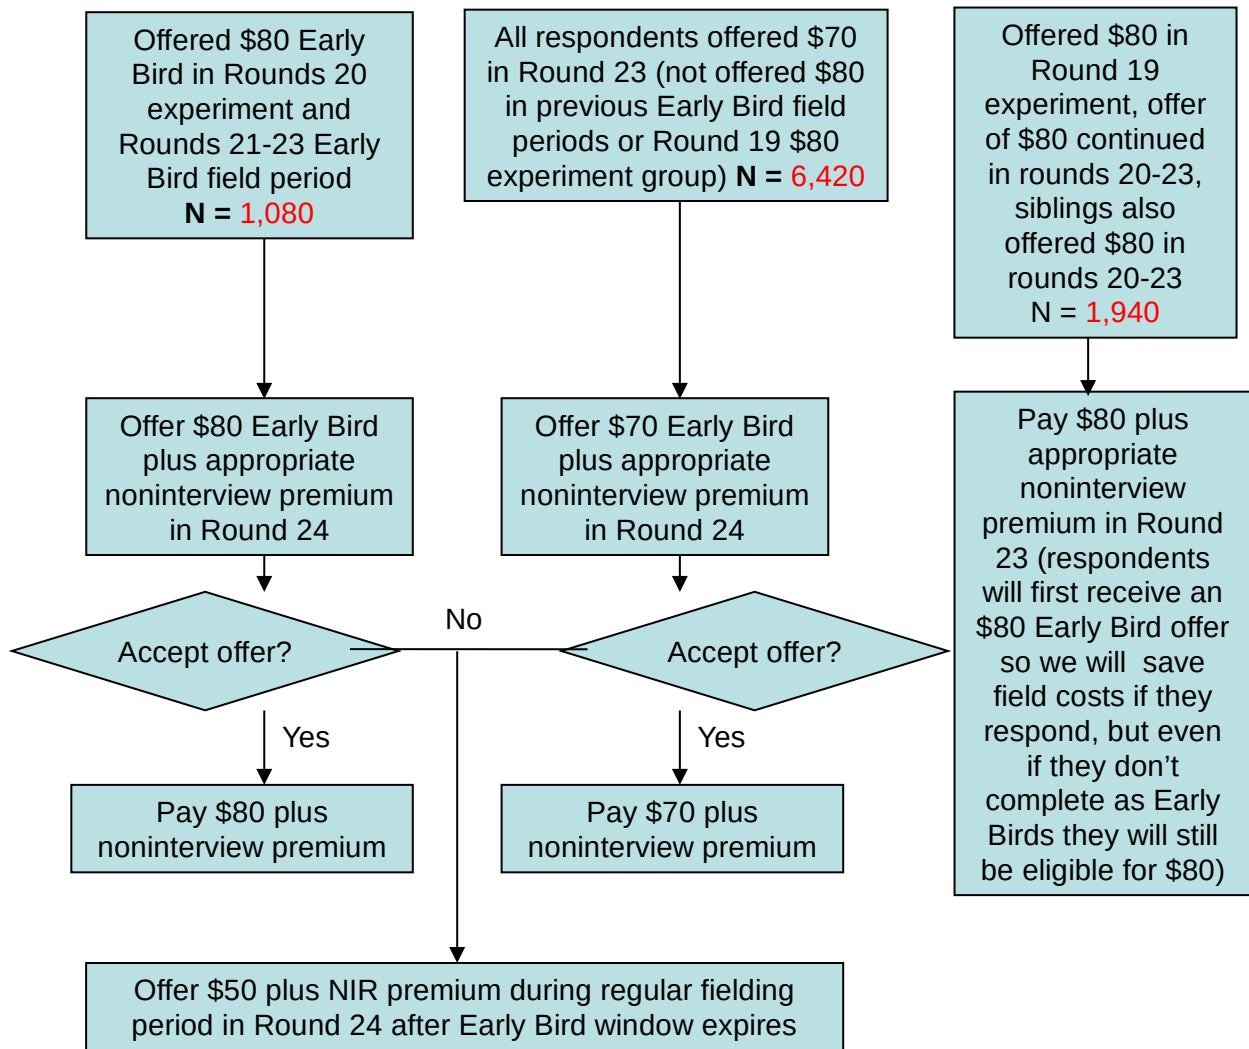 Offered $80 Early
Bird in Rounds 20
experiment and
Rounds 21-23 Early
Bird field period
N = 1,080
All respondents offered $70
in Round 23 (not offered $80
in previous Early Bird field
periods or Round 19 $80
experiment group) N = 6,420
Offered $80 in
Round 19
experiment, offer
of $80 continued
in rounds 20-23,
siblings also
offered $80 in
rounds 20-23
N = 1,940
Offer $80 Early Bird
plus appropriate
noninterview premium
in Round 24
Offer $70 Early Bird
plus appropriate
noninterview premium
in Round 24
Pay $80 plus
appropriate
noninterview
premium in Round
23 (respondents
will first receive an
$80 Early Bird offer
so we will  save
field costs if they
respond, but even
if they don’t
complete as Early
Birds they will still
be eligible for $80)
Accept offer?
No
Accept offer?
Yes
Yes
Pay $80 plus
noninterview premium
Pay $70 plus
noninterview premium
Offer $50 plus NIR premium during regular fielding
period in Round 24 after Early Bird window expires